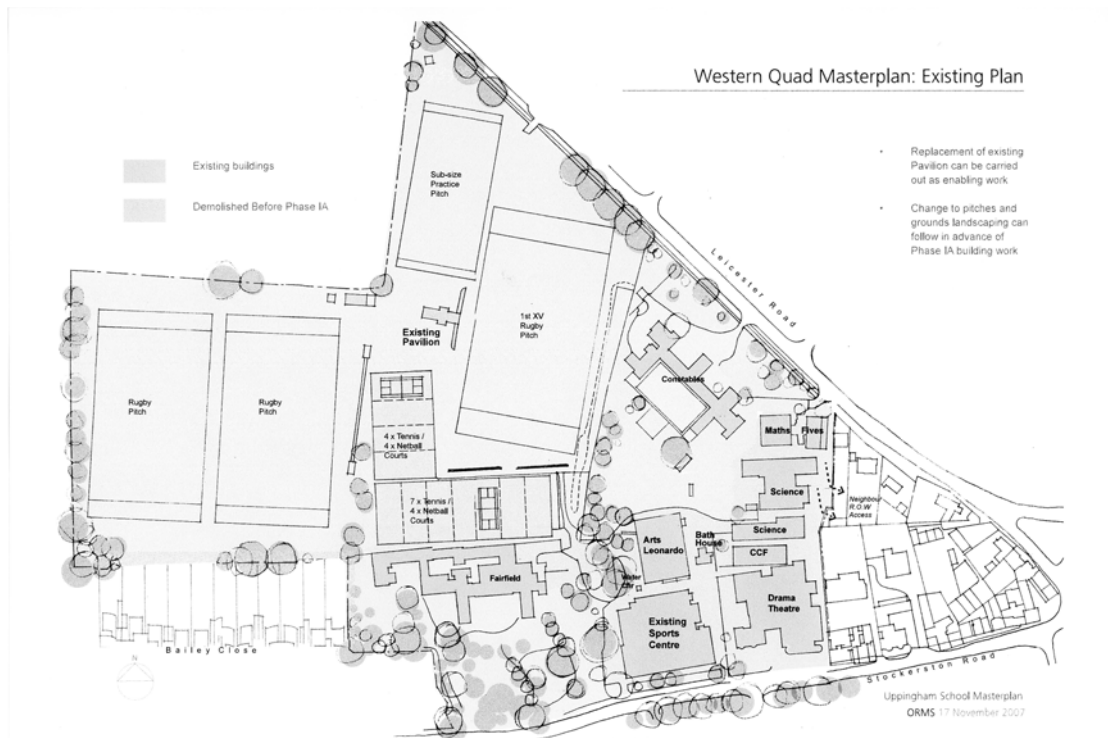 Western Quad Masterplan: Existing Plan
Existing buildings
Demolished Before Phase IA
Replacement of existing
Pavilion can be carried
out as enabling work
Change to pitches and
grounds landscaping can
follow in advance of
Phase IA building work
Sub-size
Practice
Pitch
Leicester Road
1st XV
Rugby
Pitch
Existing
Pavilion
Constables
Rugby
Pitch
Rugby
Pitch
4 x Tennis /
4 x Netball
Courts
Maths
Fives
7 x Tennis /
4 x Netball
Courts
Science
Neighbour
R.O.W
Access
Science
Arts
Leonardo
Bath
House
CCF
Fairfield
Drama
Theatre
Existing
Sports
Centre
Bailey Close
N
Stockerston Road
Uppingham School Masterplan
ORMS 17 November 2007